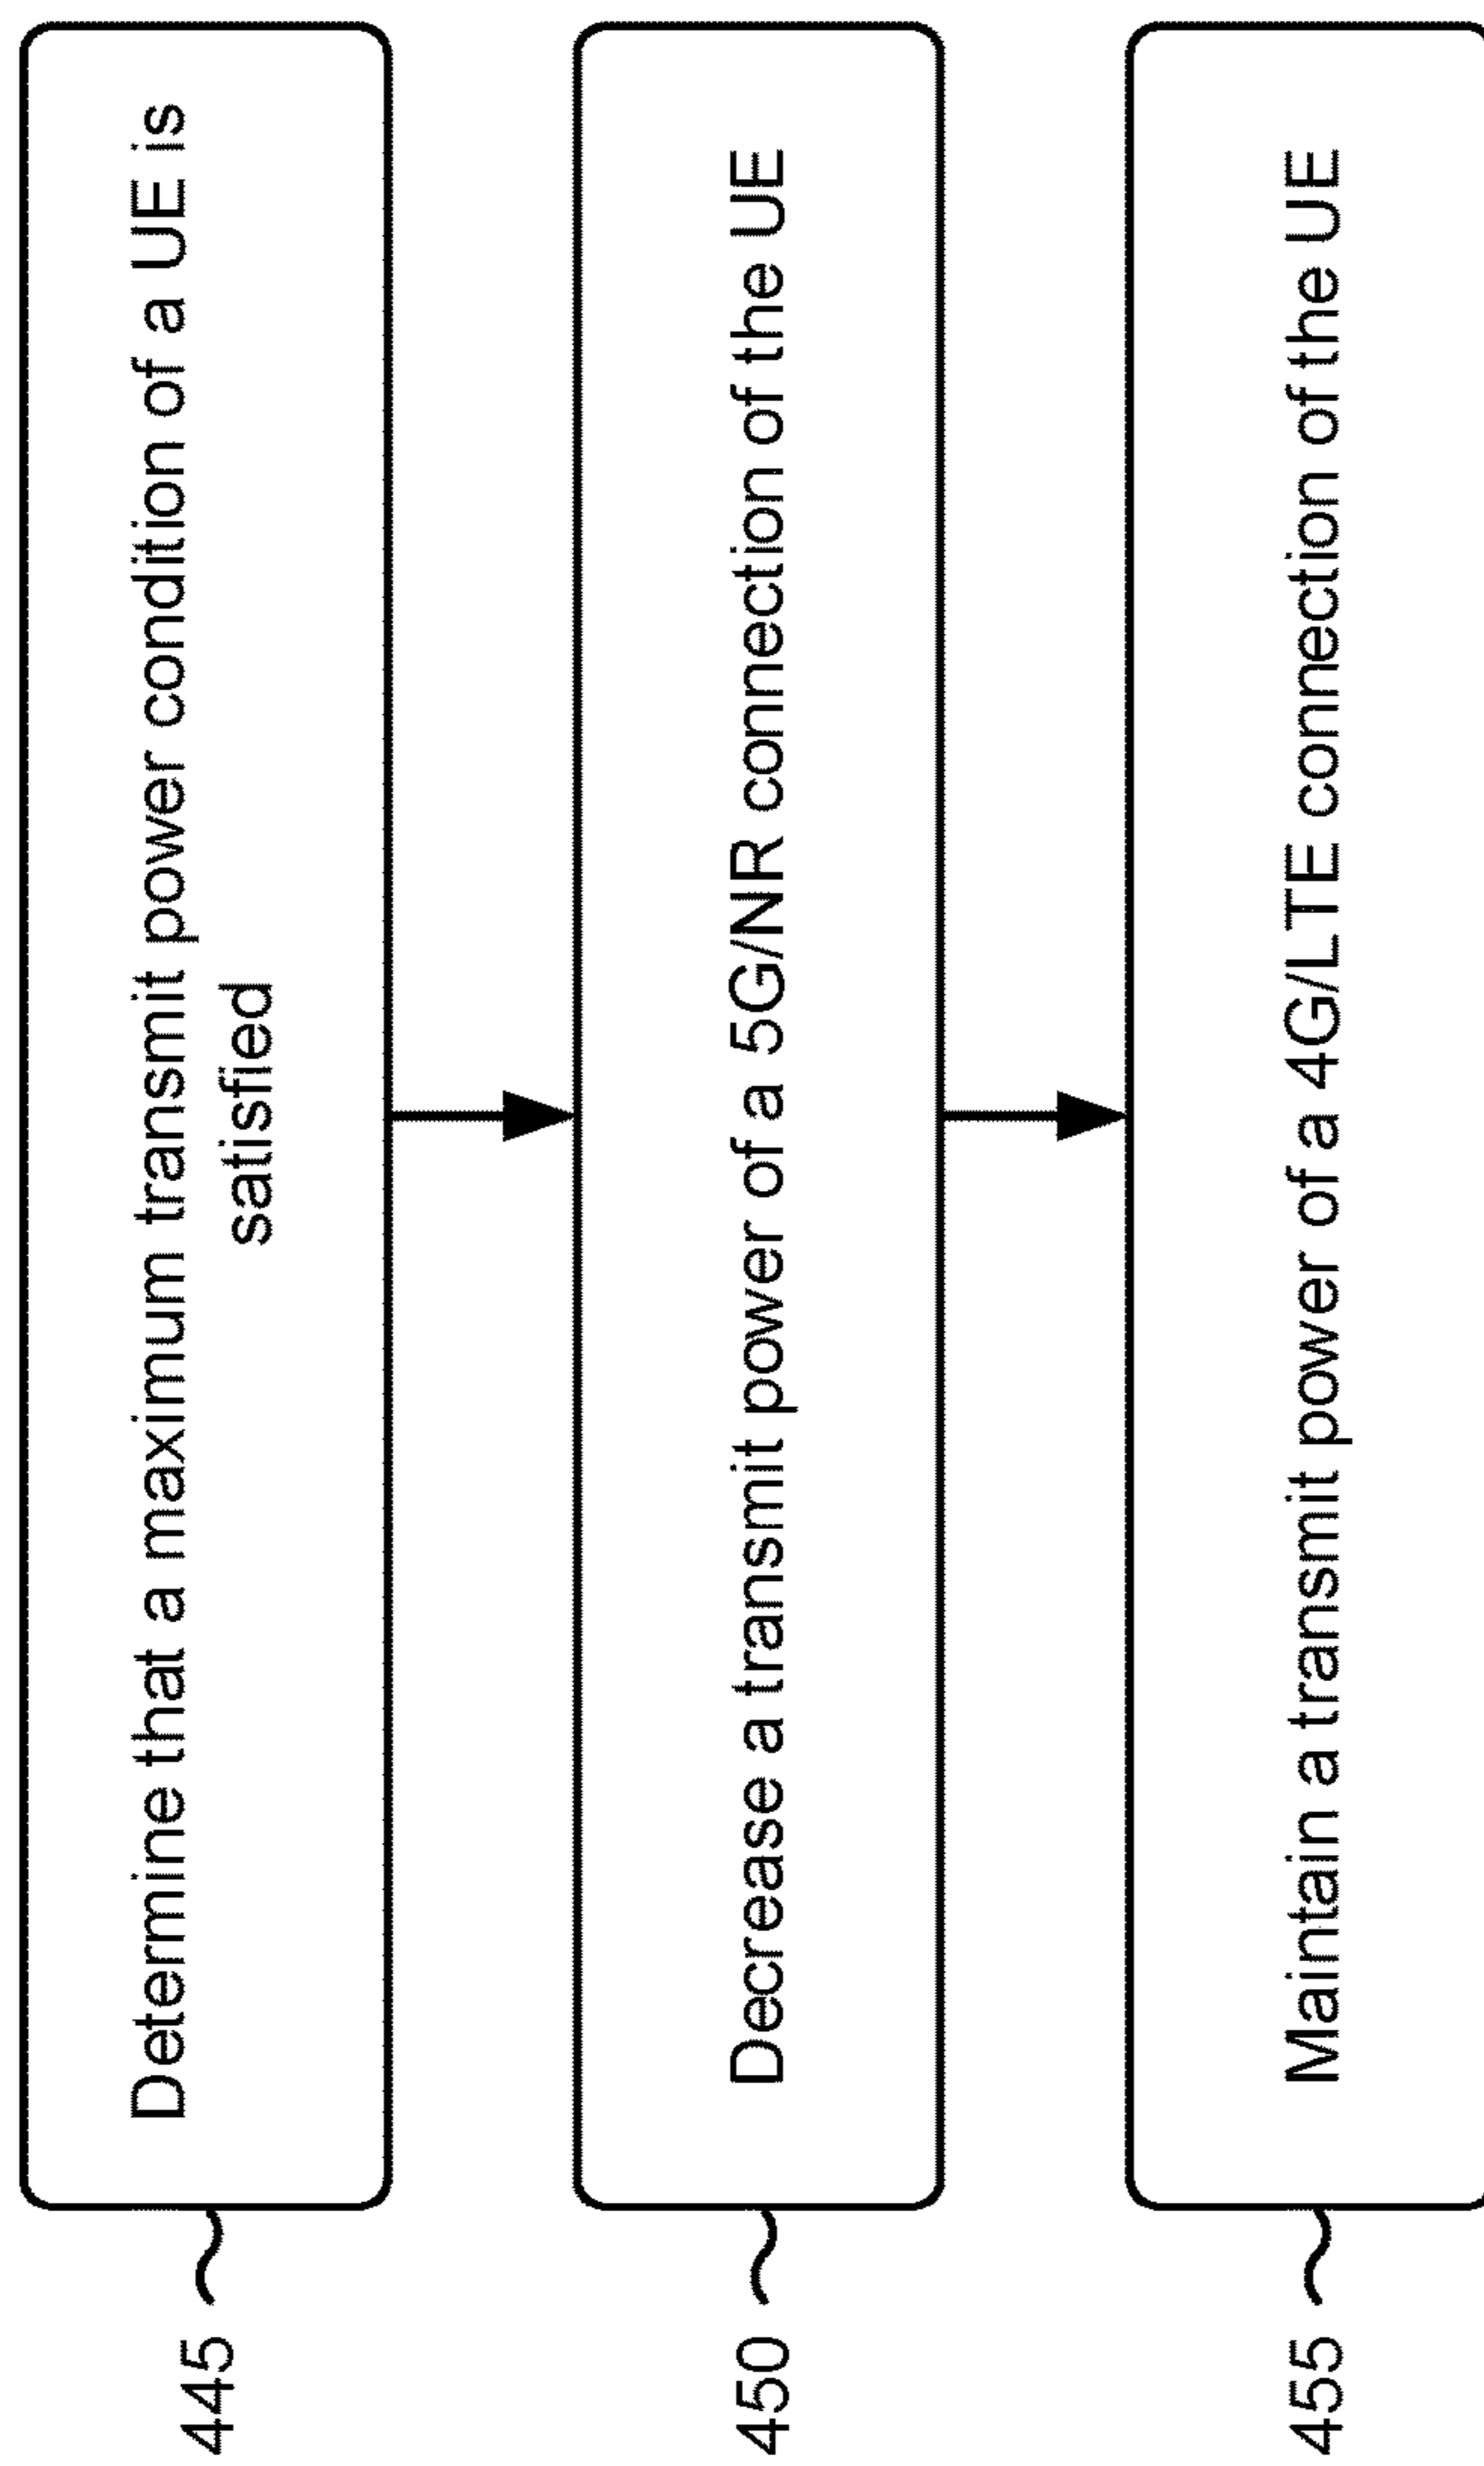 445
Determine that a maximum transmit power condition of a UE is
satisfied
450
Decrease a transmit power of a 5G/NR connection of the UE
455
Maintain a transmit power of a 4G/LTE connection of the UE